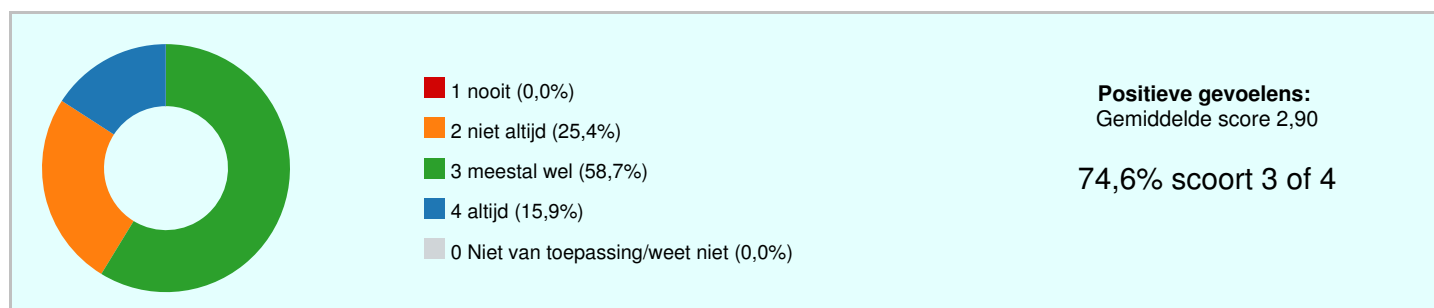 1 nooit (0,0%)
2 niet altijd (25,4%)
3 meestal wel (58,7%)
4 altijd (15,9%)
0 Niet van toepassing/weet niet (0,0%)
Positieve gevoelens:
Gemiddelde score 2,90
74,6% scoort 3 of 4